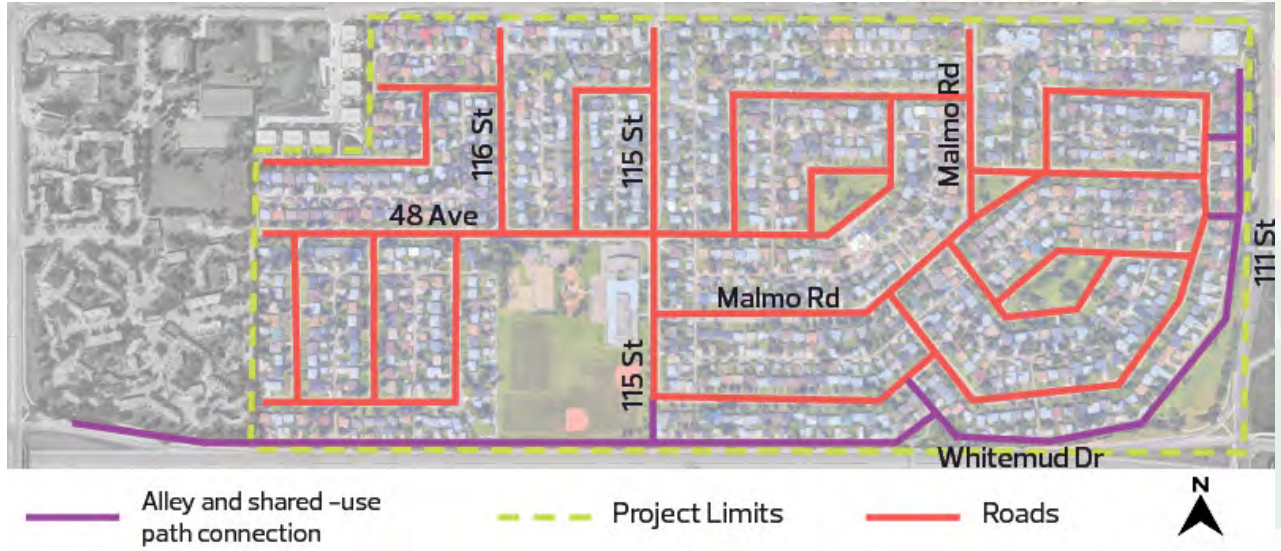 116 St
115 St
Malmo Rd
48 Ave
111 St
Malmo Rd
115 St
Whitemud Dr
Alley and shared -use
path connection
Project Limits
Roads
N